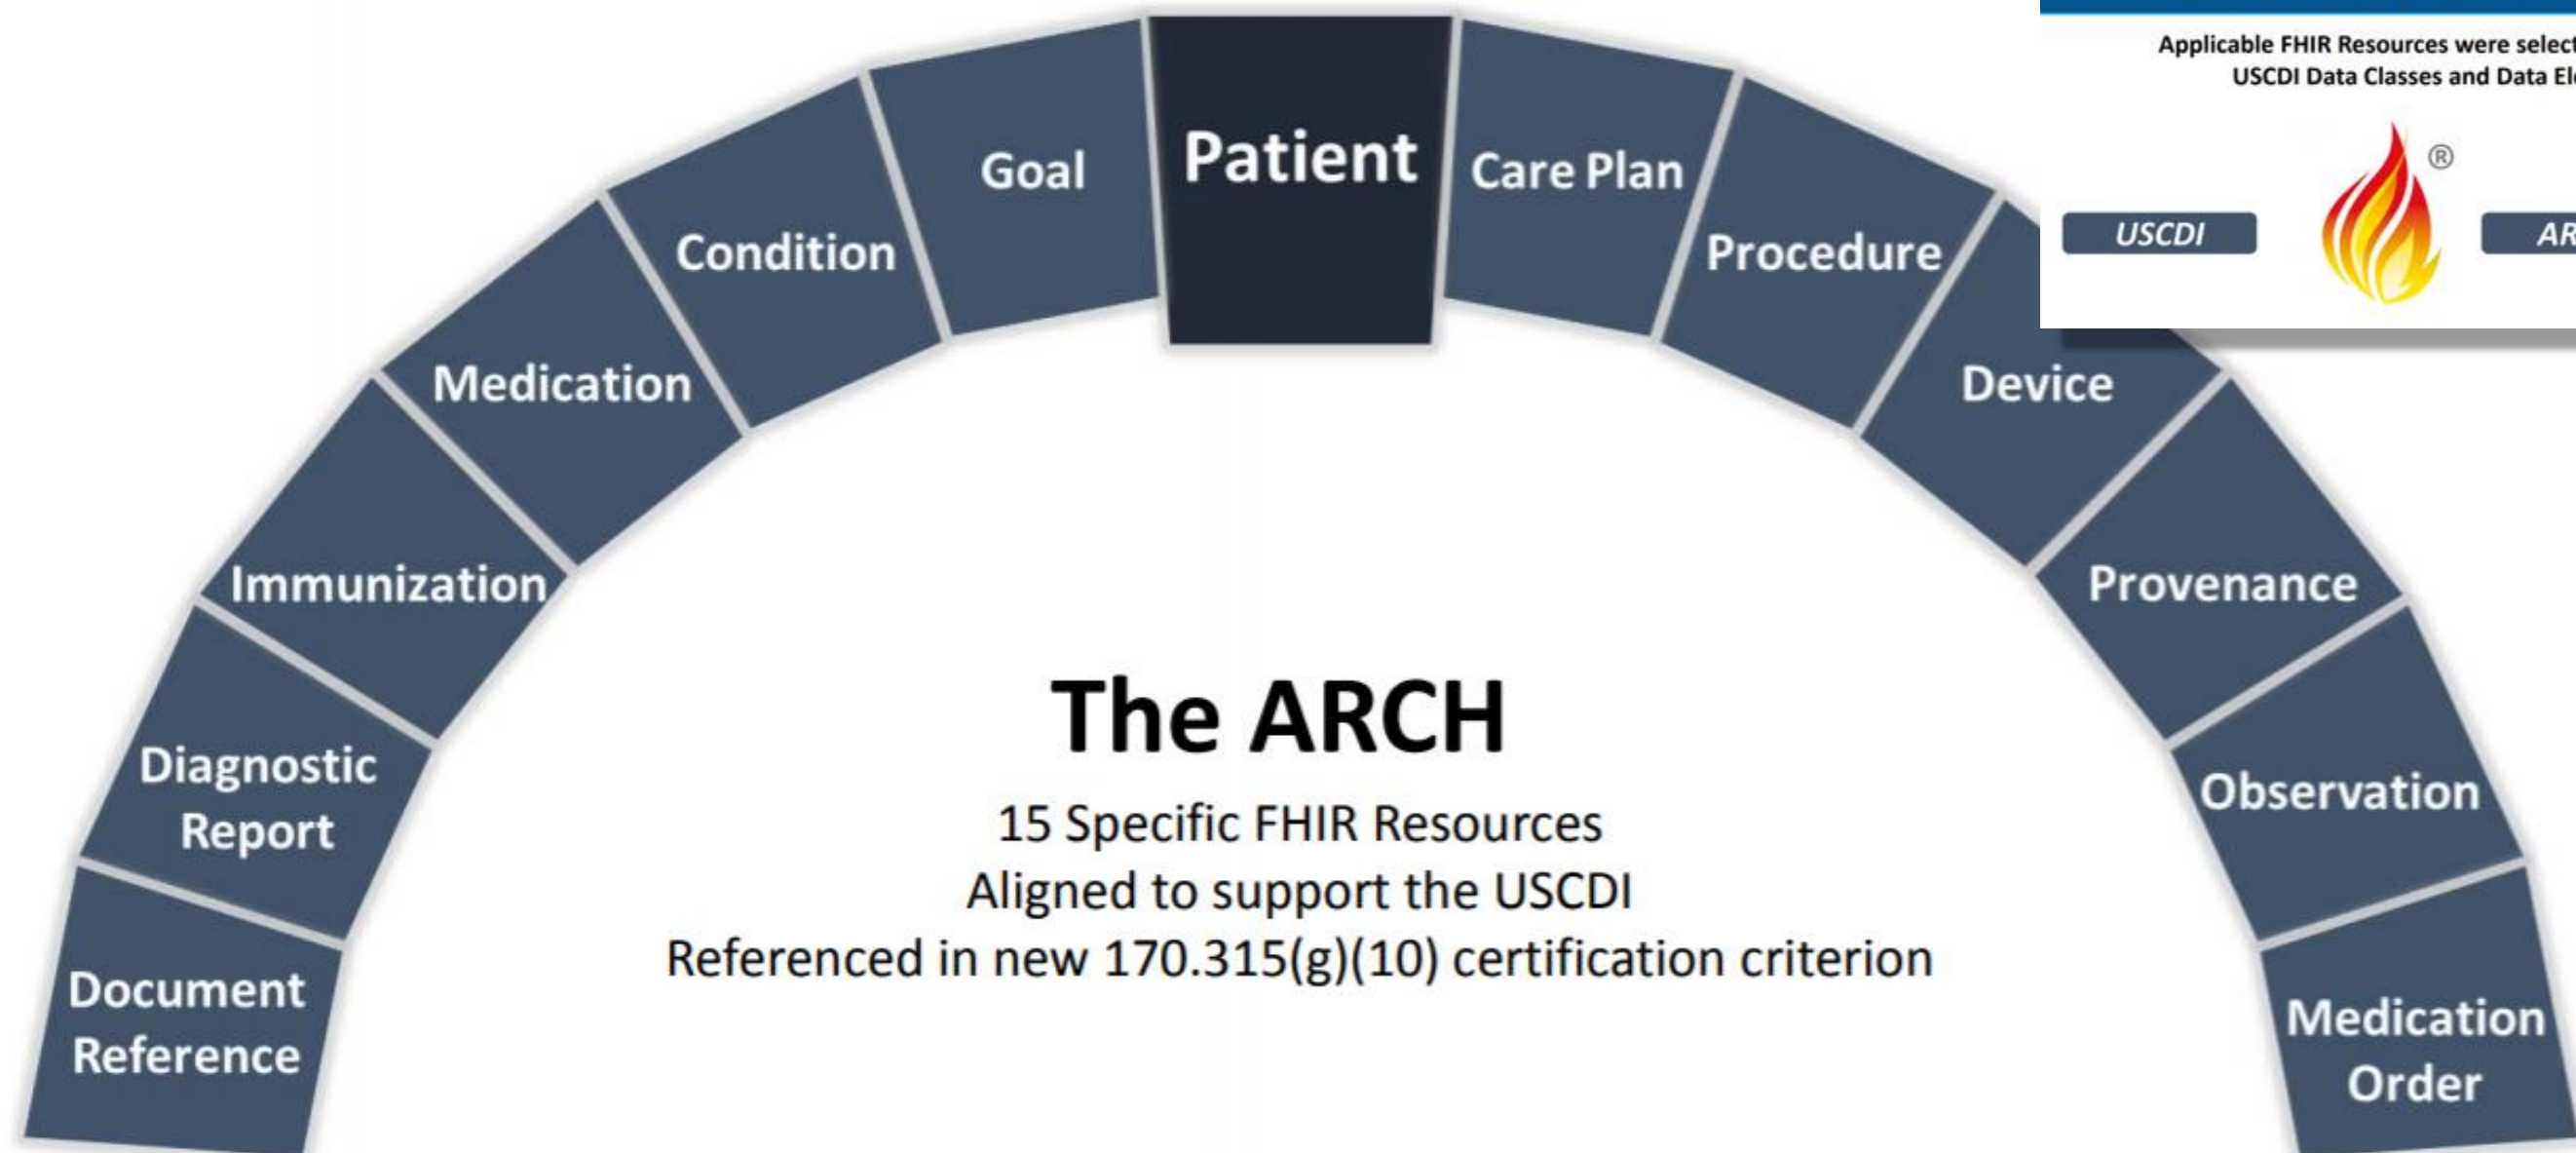 Patient
Goal
Care Plan
Condition
Procedure
Medication
Device
Immunization
Provenance
Diagnostic
Report
Observation
Document
Reference
Medication
Order
The ARCH
15 Specific FHIR Resources
Aligned to support the USCDI
Referenced in new 170.315(g)(10) certification criterion
Applicable FHIR Resources were select
USCDI Data Classes and Data El
®
USCDI
AR